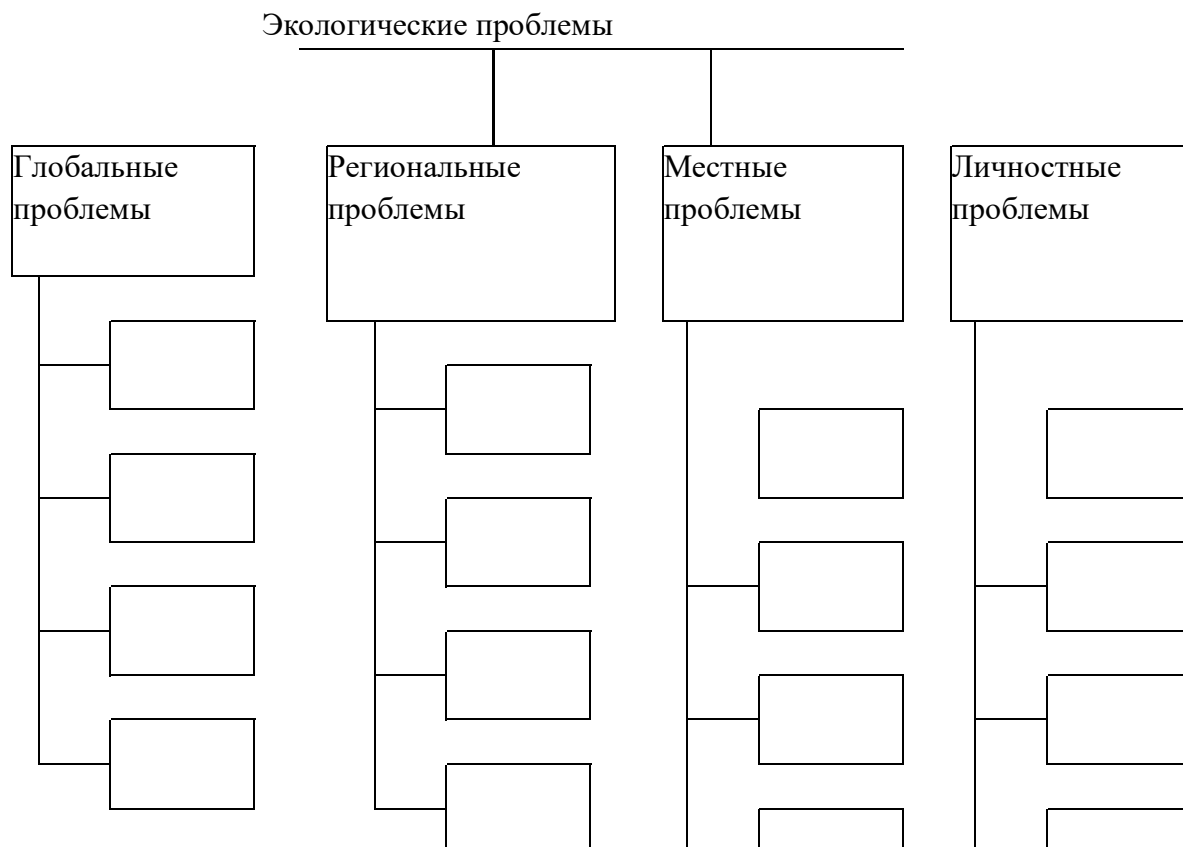 Экологические проблемы
Глобальные
проблемы
Региональные
проблемы
Местные
проблемы
Личностные
проблемы